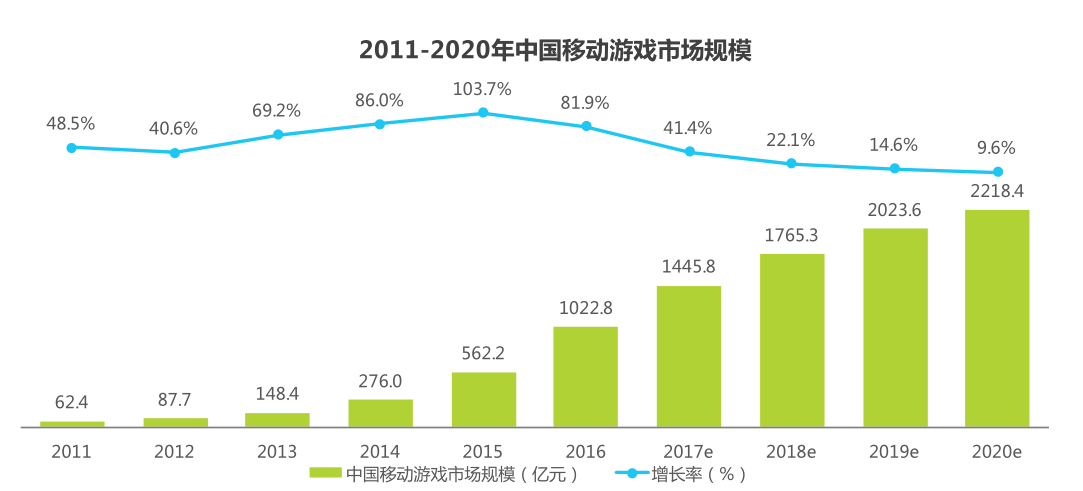 2011-2020年中国移动游戏市场规模
48.5% 40.6% 69.2% 86.0% 103.7% 81.9% 41.4% 22.1% 14.6% 9.6%
62.4 87.7 148.4 276.0 562.2 1022.8 1445.8 1765.3 2023.6 2218.4
2011 2012 2013 2014 2015 2016 2017e 2018e 2019e 2020e
中国移动游戏市场规模（亿元） 增长率（%）